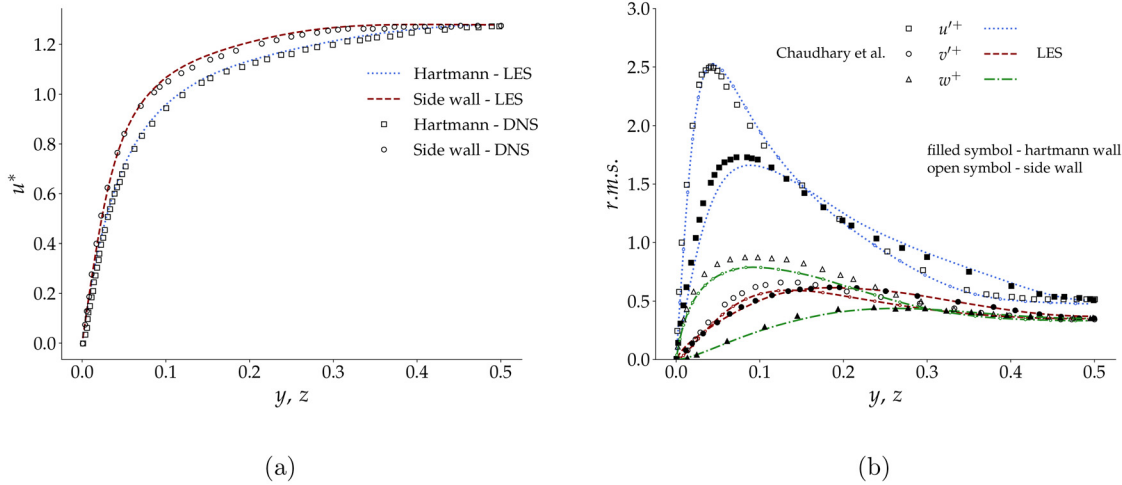 1.2
1.0
0.8
0.6
0.4
0.2
0.0
u*
Hartmann - LES
Side wall - LES
Hartmann - DNS
Side wall - DNS
0.0 0.1 0.2 0.3 0.4 0.5
y, z
(a)
3.0
2.5
2.0
1.5
1.0
0.5
0.0
r.m.s.
u′+
Chaudhary et al. v′+ LES
w+
filled symbol - hartmann wall
open symbol - side wall
0.0 0.1 0.2 0.3 0.4 0.5
y, z
(b)